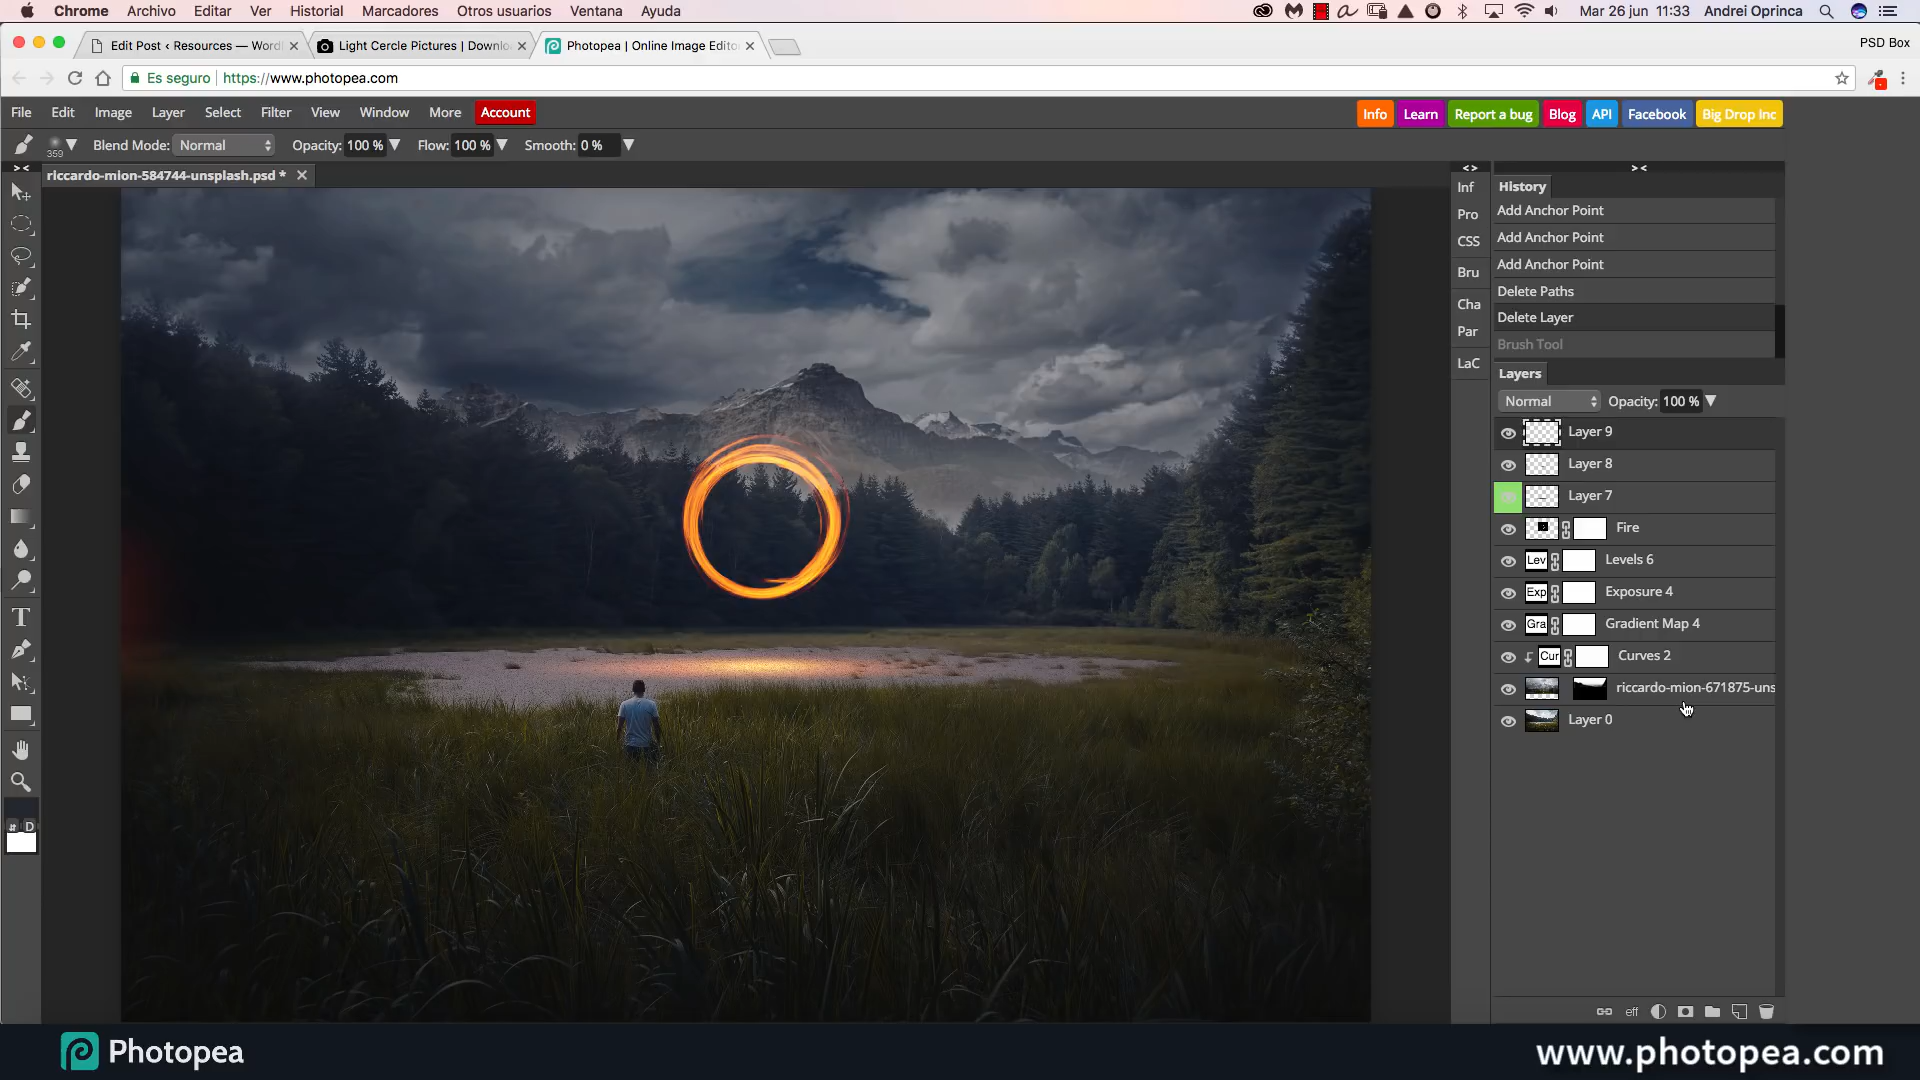 Chrome Archivo Editar Ver Historial Marcadores Otros usuarios Ventana Ayuda Mar 26 jun 11:33 Andrei Oprinca
Edit Post ‹ Resources — Word Light Cercle Pictures | Downlo Photopea | Online Image Edito PSD Box
Es seguro https://www.photopea.com
File Edit Image Layer Select Filter View Window More Account Info Learn Report a bug Blog API Facebook Big Drop Inc
359 Blend Mode: Normal Opacity: 100 % Flow: 100 % Smooth: 0 %
riccardo-mion-584744-unsplash.psd *
Inf
Pro
CSS
Bru
Cha
Par
LaC
History
Add Anchor Point
Add Anchor Point
Add Anchor Point
Delete Paths
Delete Layer
Brush Tool
Layers
Normal Opacity: 100 %
Layer 9
Layer 8
Layer 7
Fire
Lev Levels 6
Exp Exposure 4
Gra Gradient Map 4
Cur Curves 2
riccardo-mion-671875-uns
Layer 0
T
D
eff
Photopea
www.photopea.com